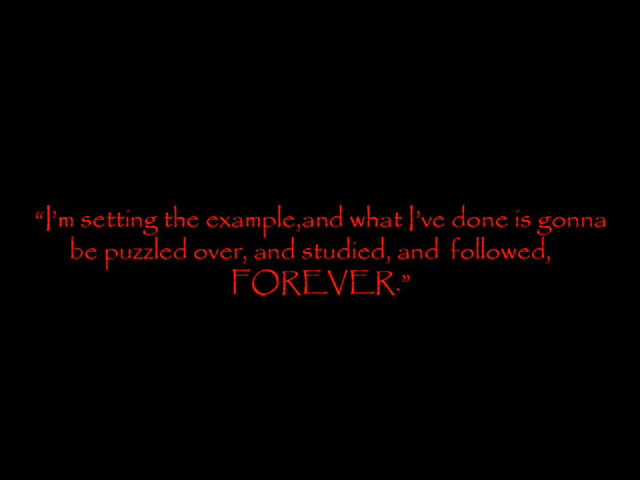 “I’m setting the example,and what I’ve done is gonna
be puzzled over, and studied, and followed,
FOREVER.”